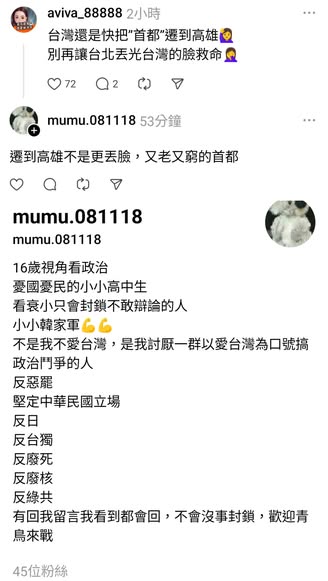 aviva_88888 2小時
台灣還是快把"首都"遷到高雄🙋‍♀️
別再讓台北丟光台灣的臉救命🤦‍♀️
72 2
mumu.081118 53分鐘
遷到高雄不是更丟臉，又老又窮的首都
mumu.081118
mumu.081118
16歲視角看政治
憂國憂民的小小高中生
看衰小只會封鎖不敢辯論的人
小小韓家軍💪💪
不是我不愛台灣，是我討厭一群以愛台灣為口號搞
政治鬥爭的人
反惡罷
堅定中華民國立場
反日
反台獨
反廢死
反廢核
反綠共
有回我留言我看到都會回，不會沒事封鎖，歡迎青
鳥來戰
45位粉絲